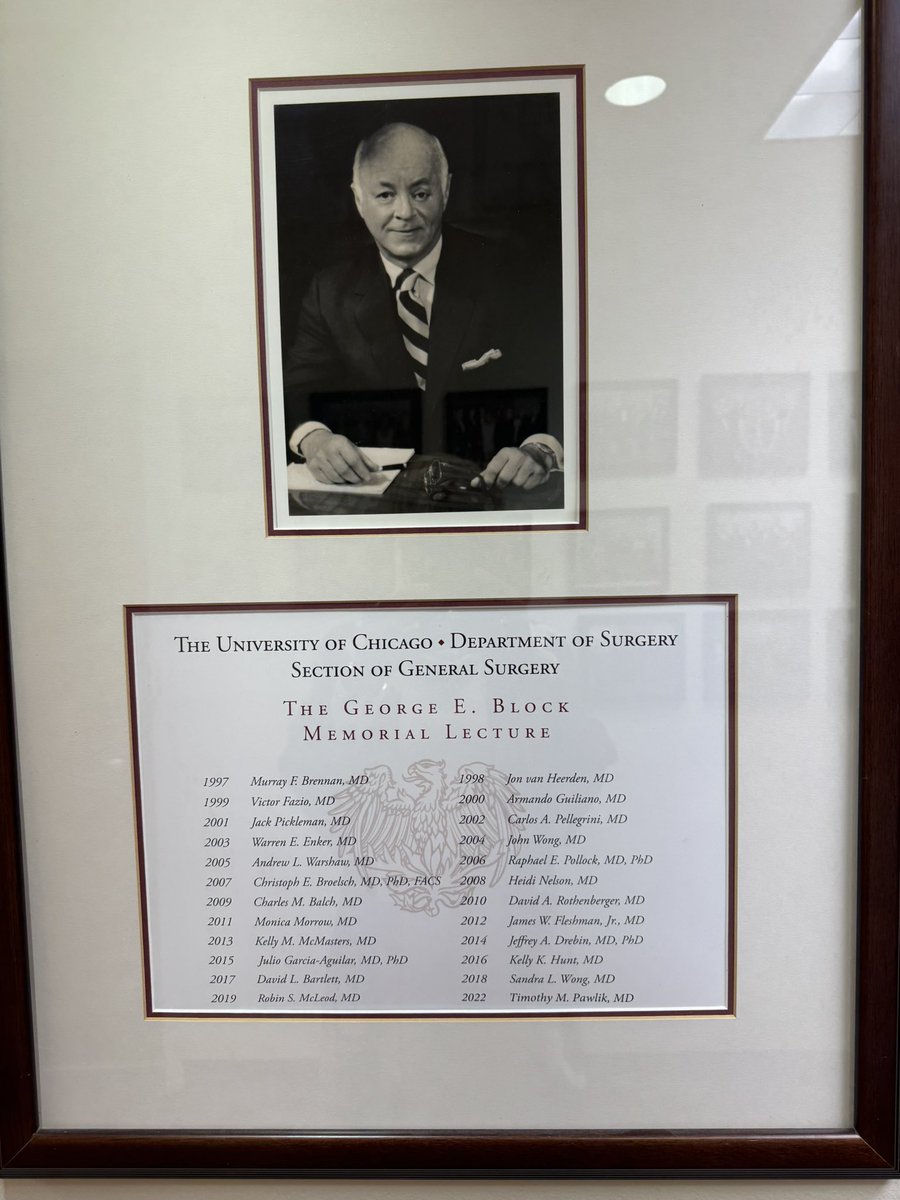 THE UNIVERSITY OF CHICAGO ♦ DEPARTMENT OF SURGERY
SECTION OF GENERAL SURGERY
THE GEORGE E. BLOCK
MEMORIAL LECTURE
1997 Murray F. Brennan, MD 1998 Jon van Heerden, MD
1999 Victor Fazio, MD 2000 Armando Guiliano, MD
2001 Jack Pickleman, MD 2002 Carlos A. Pellegrini, MD
2003 Warren E. Enker, MD 2004 John Wong, MD
2005 Andrew L. Warshaw, MD 2006 Raphael E. Pollock, MD, PhD
2007 Christoph E. Broelsch, MD, PhD, FACS 2008 Heidi Nelson, MD
2009 Charles M. Balch, MD 2010 David A. Rothenberger, MD
2011 Monica Morrow, MD 2012 James W. Fleshman, Jr., MD
2013 Kelly M. McMasters, MD 2014 Jeffrey A. Drebin, MD, PhD
2015 Julio Garcia-Aguilar, MD, PhD 2016 Kelly K. Hunt, MD
2017 David L. Bartlett, MD 2018 Sandra L. Wong, MD
2019 Robin S. McLeod, MD 2022 Timothy M. Pawlik, MD